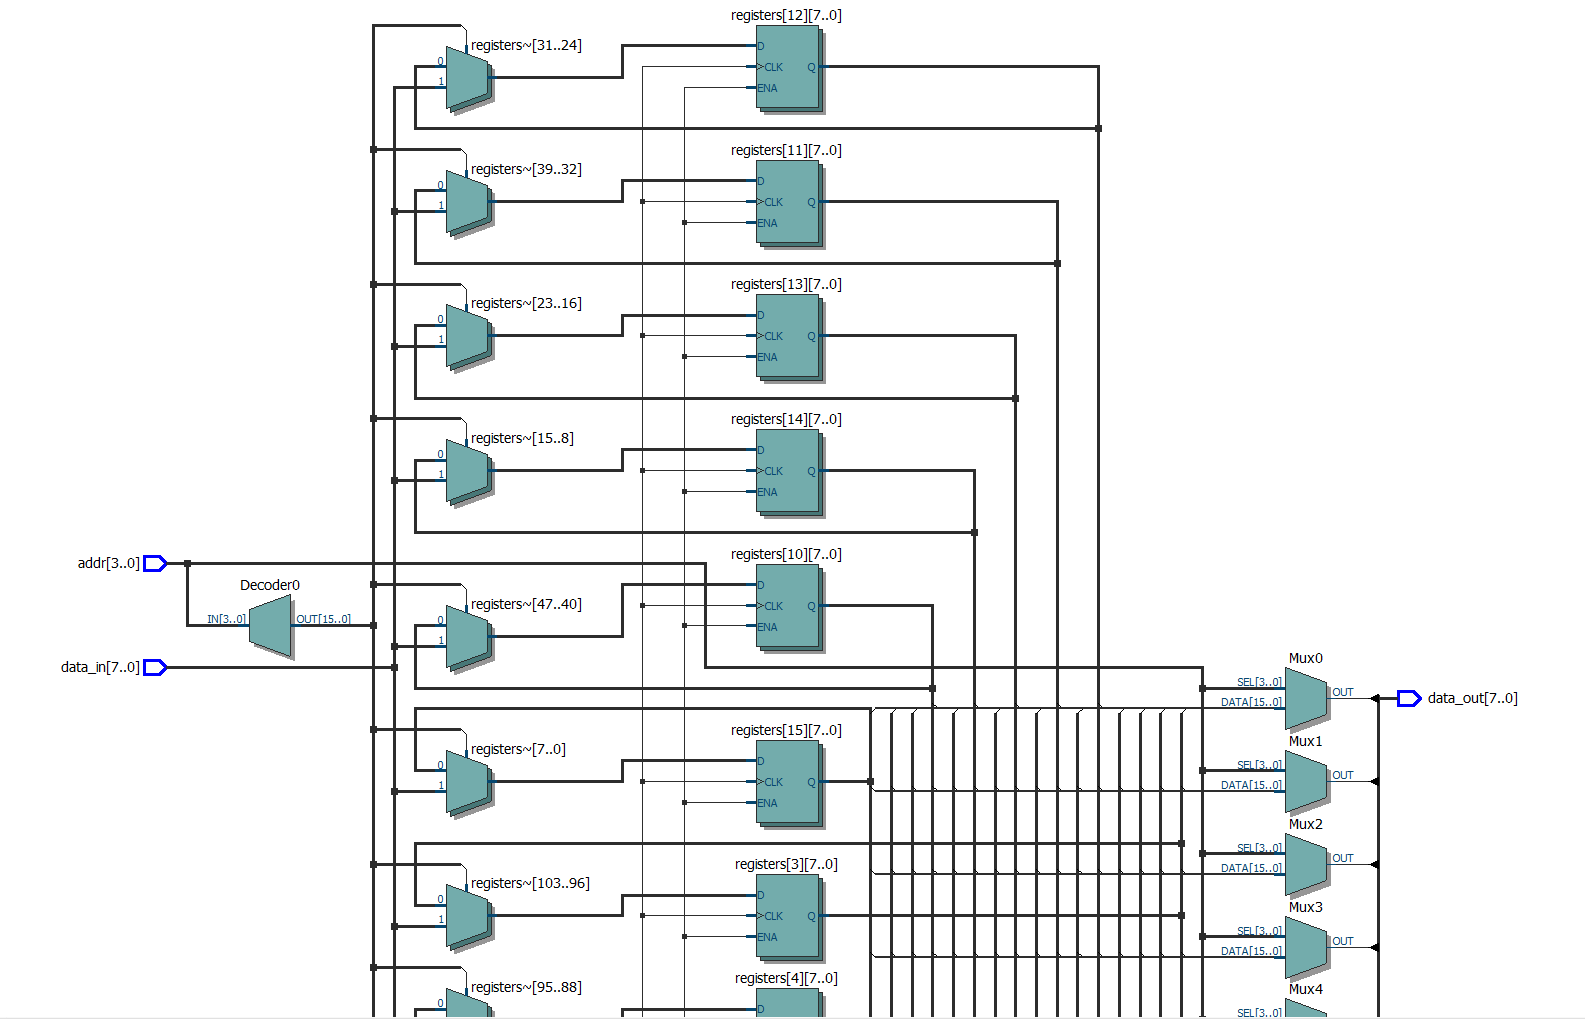 registers[12][7..0]
registers~[31..24]
0
1
D
CLK
ENA
Q
registers[11][7..0]
registers~[39..32]
0
1
D
CLK
ENA
Q
registers[13][7..0]
registers~[23..16]
0
1
D
CLK
ENA
Q
registers[14][7..0]
registers~[15..8]
0
1
D
CLK
ENA
Q
addr[3..0]
Decoder0
IN[3..0]
OUT[15..0]
data_in[7..0]
registers[10][7..0]
registers~[47..40]
0
1
D
CLK
ENA
Q
registers[15][7..0]
registers~[7..0]
0
1
D
CLK
ENA
Q
registers[3][7..0]
registers~[103..96]
0
1
D
CLK
ENA
Q
registers[4][7..0]
registers~[95..88]
0
D
Mux0
SEL[3..0]
DATA[15..0]
OUT
data_out[7..0]
Mux1
SEL[3..0]
DATA[15..0]
OUT
Mux2
SEL[3..0]
DATA[15..0]
OUT
Mux3
SEL[3..0]
DATA[15..0]
OUT
Mux4
SEL[3..0]